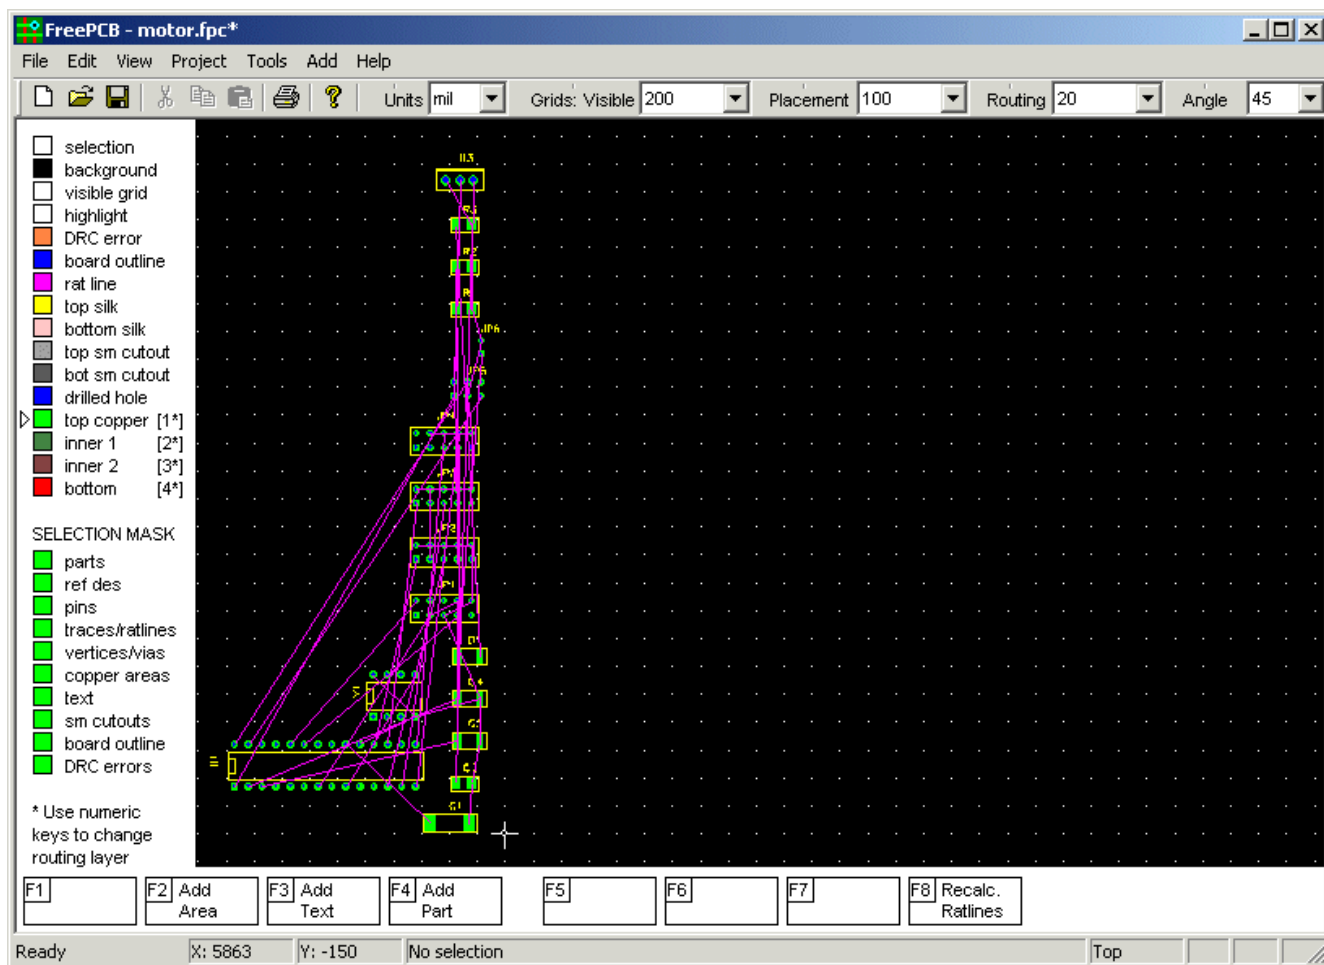 FreePCB - motor.fpc*
File Edit View Project Tools Add Help
Units mil Grids: Visible 200 Placement 100 Routing 20 Angle 45
selection
background
visible grid
highlight
DRC error
board outline
rat line
top silk
bottom silk
top sm cutout
bot sm cutout
drilled hole
top copper [1*]
inner 1 [2*]
inner 2 [3*]
bottom [4*]
SELECTION MASK
parts
ref des
pins
traces/ratlines
vertices/vias
copper areas
text
sm cutouts
board outline
DRC errors
* Use numeric
keys to change
routing layer
JP6
F1
F2 Add
Area
F3 Add
Text
F4 Add
Part
F5
F6
F7
F8 Recalc.
Ratlines
Ready X: 5863 Y: -150 No selection Top